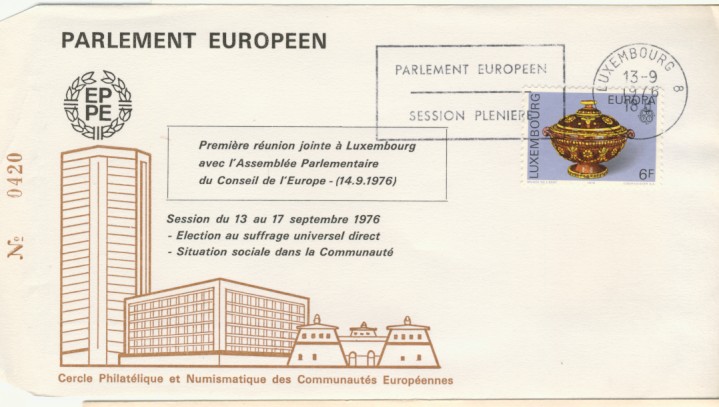 PARLEMENT EUROPEEN
EP
PE
Première réunion jointe à Luxembourg
avec l'Assemblée Parlementaire
du Conseil de l'Europe - (14.9.1976)
Session du 13 au 17 septembre 1976
- Election au suffrage universel direct
- Situation sociale dans la Communauté
Cercle Philatélique et Numismatique des Communautés Européennes
Nº 0420
PARLEMENT EUROPEEN
SESSION PLENIERE
LUXEMBOURG 8
13-9
1976
EUROPA
LUXEMBOURG
6F